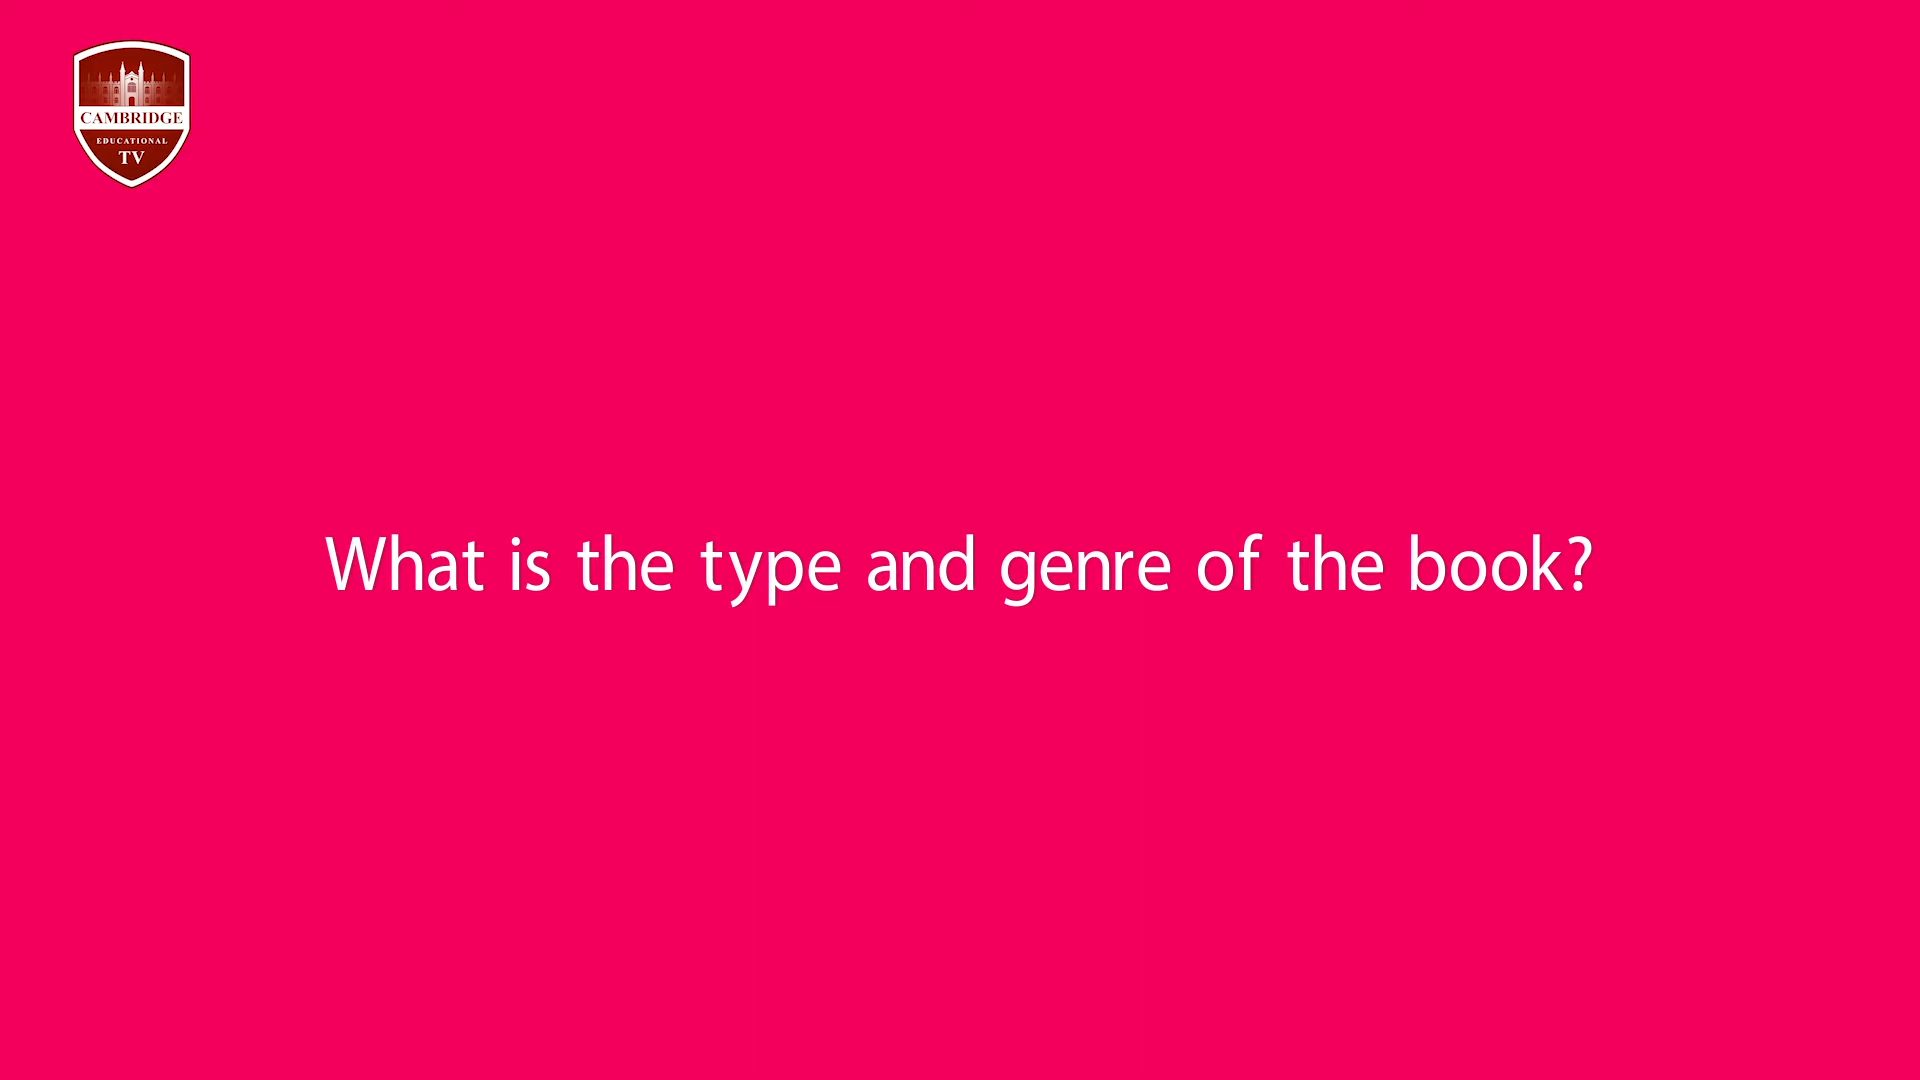 CAMBRIDGE
EDUCATIONAL
TV
What is the type and genre of the book?